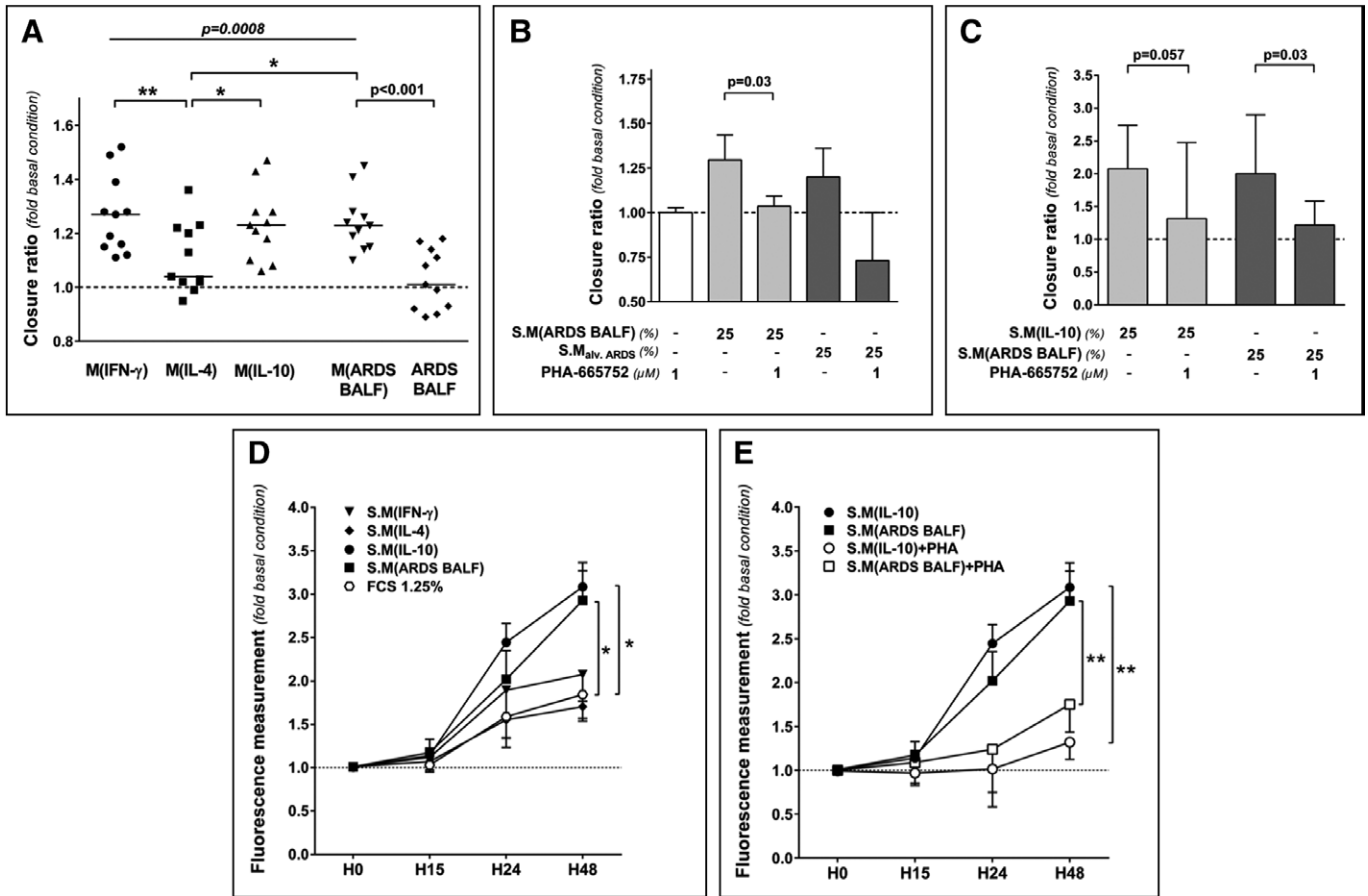 A
p=0.0008
*
** * p<0.001
Closure ratio (fold basal condition)
1.6
1.4
1.2
1.0
0.8
M(IFN-γ) M(IL-4) M(IL-10) M(ARDS BALF) ARDS BALF
B
p=0.03
Closure ratio (fold basal condition)
1.75
1.50
1.25
1.00
0.75
0.50
S.M(ARDS BALF) (%) - 25 25 - -
S.Malv. ARDS (%) - - - 25 25
PHA-665752 (µM) 1 - 1 - 1
C
p=0.057 p=0.03
Closure ratio (fold basal condition)
3.5
3.0
2.5
2.0
1.5
1.0
0.5
0.0
S.M(IL-10) (%) 25 25 - -
S.M(ARDS BALF) (%) - - 25 25
PHA-665752 (µM) - 1 - 1
D
Fluorescence measurement (fold basal condition)
4.0
3.5
3.0
2.5
2.0
1.5
1.0
0.5
0.0
S.M(IFN-γ)
S.M(IL-4)
S.M(IL-10)
S.M(ARDS BALF)
FCS 1.25%
* *
H0 H15 H24 H48
E
Fluorescence measurement (fold basal condition)
4.0
3.5
3.0
2.5
2.0
1.5
1.0
0.5
0.0
S.M(IL-10)
S.M(ARDS BALF)
S.M(IL-10)+PHA
S.M(ARDS BALF)+PHA
** **
H0 H15 H24 H48